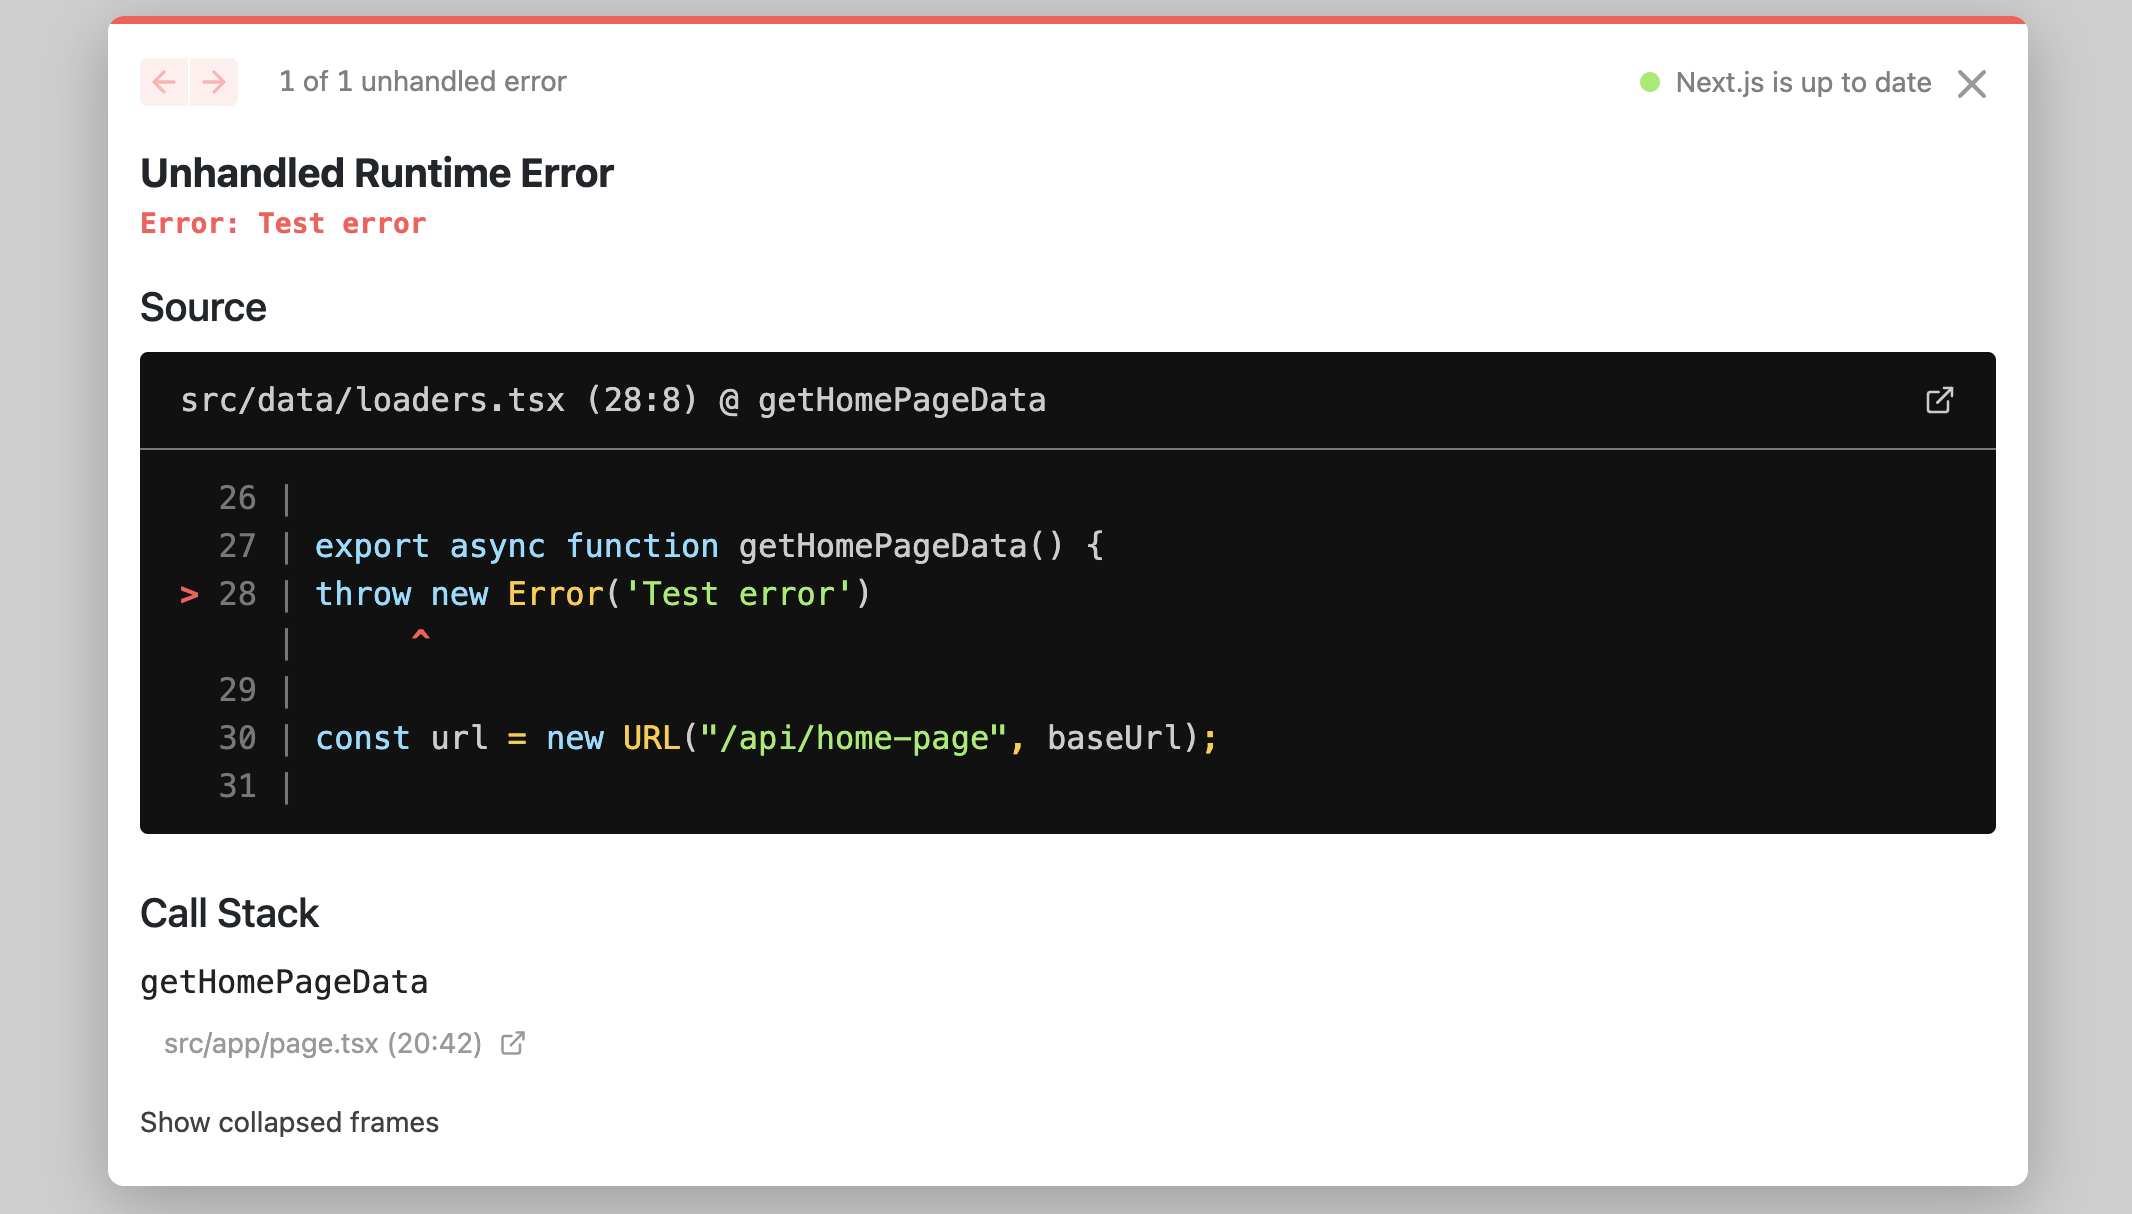 1 of 1 unhandled error
Next.js is up to date
Unhandled Runtime Error
Error: Test error
Source
src/data/loaders.tsx (28:8) @ getHomePageData
26 |
27 | export async function getHomePageData() {
> 28 | throw new Error('Test error')
| ^
29 |
30 | const url = new URL("/api/home-page", baseUrl);
31 |
Call Stack
getHomePageData
src/app/page.tsx (20:42)
Show collapsed frames